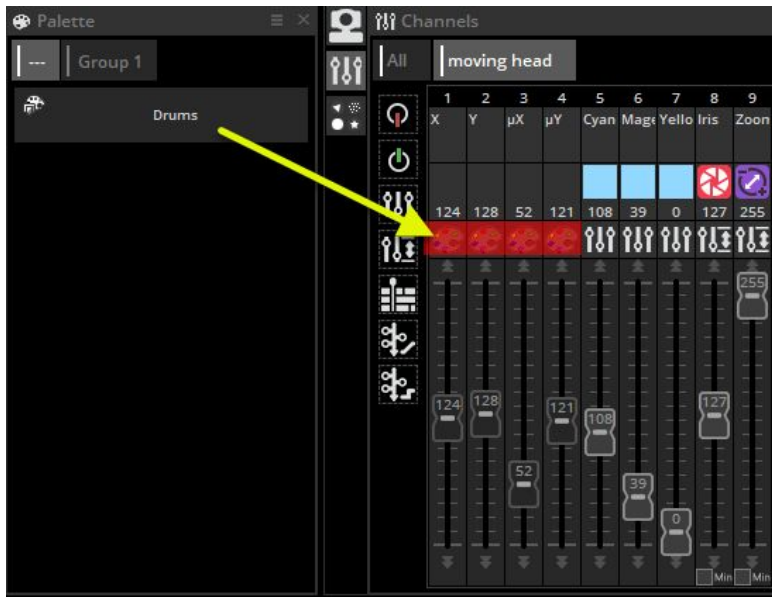 Palette
--- Group 1
Drums
Channels
All moving head
1 2 3 4 5 6 7 8 9
X Y µX µY Cyan Mage Yello Iris Zoon
124 128 52 121 108 39 0 127 255
255
124 128 121 108 127
52 39
0
Min Min